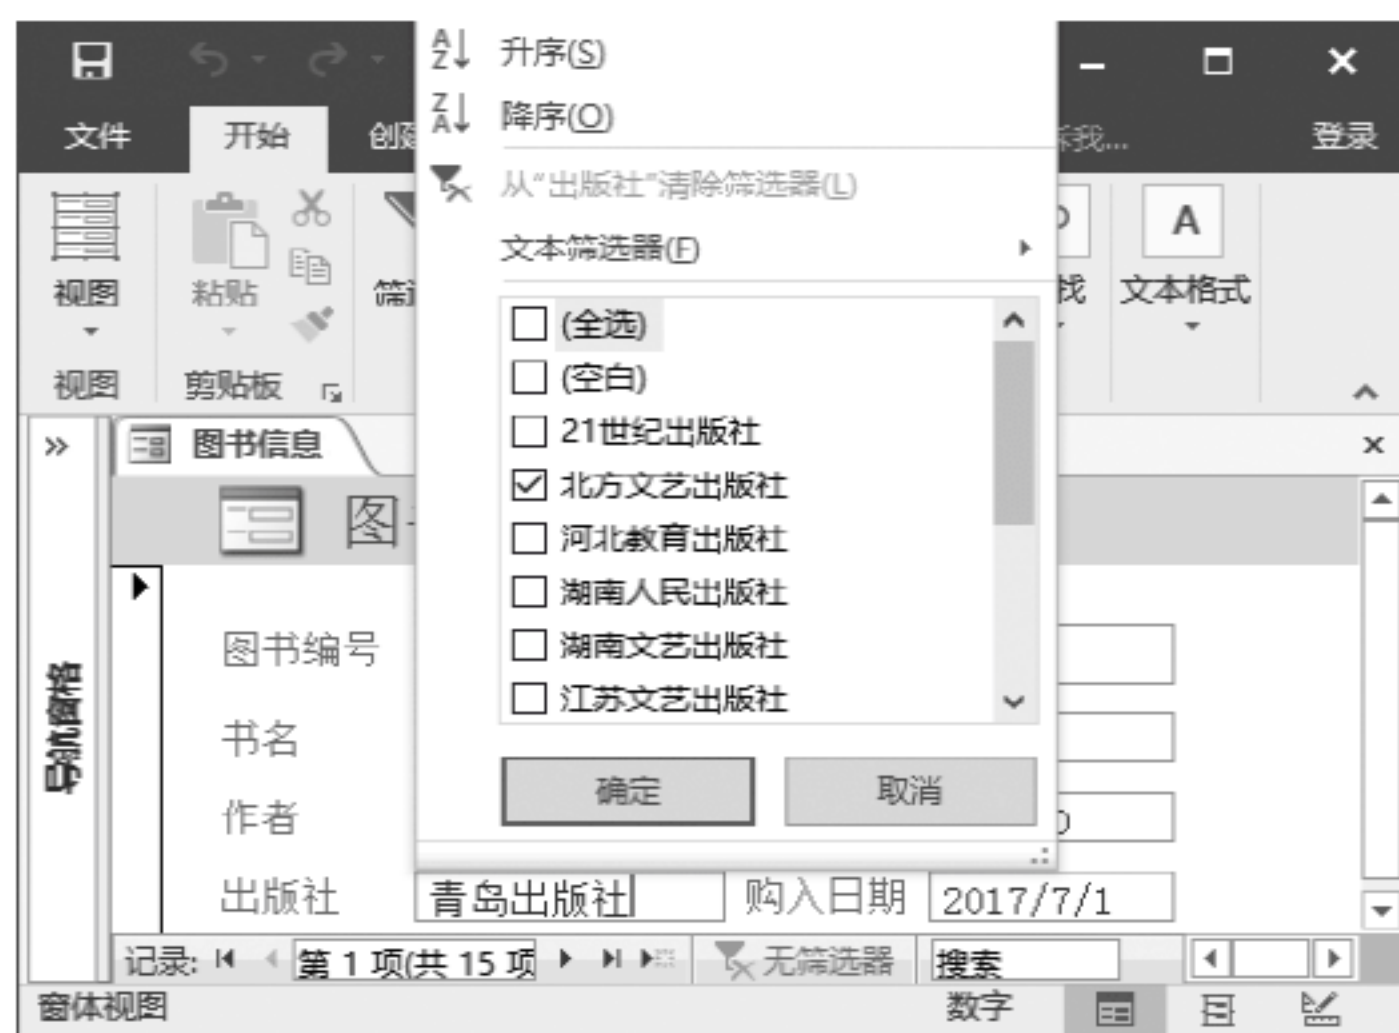 升序(S)
降序(O)
文件 开始 登录
从“出版社”清除筛选器(L)
文本筛选器(F)
A
视图 粘贴 文本格式
视图 剪贴板
(全选)
(空白)
21世纪出版社
北方文艺出版社
河北教育出版社
湖南人民出版社
湖南文艺出版社
江苏文艺出版社
确定 取消
图书信息
导航窗格
图书编号
书名
作者
出版社 青岛出版社 购入日期 2017/7/1
记录: 第 1 项(共 15 项 无筛选器 搜索
窗体视图 数字